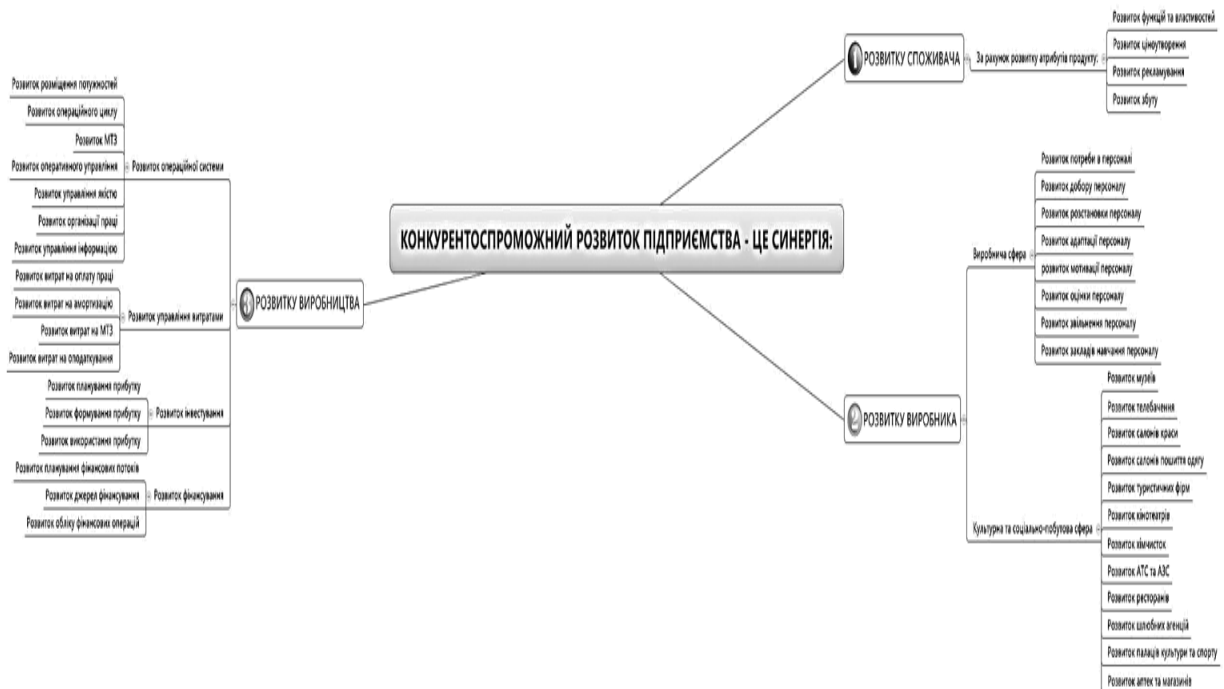 КОНКУРЕНТОСПРОМОЖНИЙ РОЗВИТОК ПІДПРИЄМСТВА - ЦЕ СИНЕРГІЯ:
1 РОЗВИТКУ СПОЖИВАЧА
За рахунок розвитку атрибутів продукту:
Розвиток функцій та властивостей
Розвиток ціноутворення
Розвиток рекламування
Розвиток збуту
2 РОЗВИТКУ ВИРОБНИКА
Виробнича сфера
Розвиток потреби в персоналі
Розвиток добору персоналу
Розвиток розстановки персоналу
Розвиток адаптації персоналу
розвиток мотивації персоналу
Розвиток оцінки персоналу
Розвиток звільнення персоналу
Розвиток закладів навчання персоналу
Культурна та соціально-побутова сфера
Розвиток музеїв
Розвиток телебачення
Розвиток салонів краси
Розвиток салонів пошиття одягу
Розвиток туристичних фірм
Розвиток кінотеатрів
Розвиток хімчисток
Розвиток АТС та АЗС
Розвиток ресторанів
Розвиток шлюбних агенцій
Розвиток палаців культури та спорту
Розвиток аптек та магазинів
3 РОЗВИТКУ ВИРОБНИЦТВА
Розвиток операційної системи
Розвиток розміщення потужностей
Розвиток операційного циклу
Розвиток МТЗ
Розвиток оперативного управління
Розвиток управління якістю
Розвиток організації праці
Розвиток управління інформацією
Розвиток управління витратами
Розвиток витрат на оплату праці
Розвиток витрат на амортизацію
Розвиток витрат на МТЗ
Розвиток витрат на оподаткування
Розвиток інвестування
Розвиток планування прибутку
Розвиток формування прибутку
Розвиток використання прибутку
Розвиток фінансування
Розвиток планування фінансових потоків
Розвиток джерел фінансування
Розвиток обліку фінансових операцій